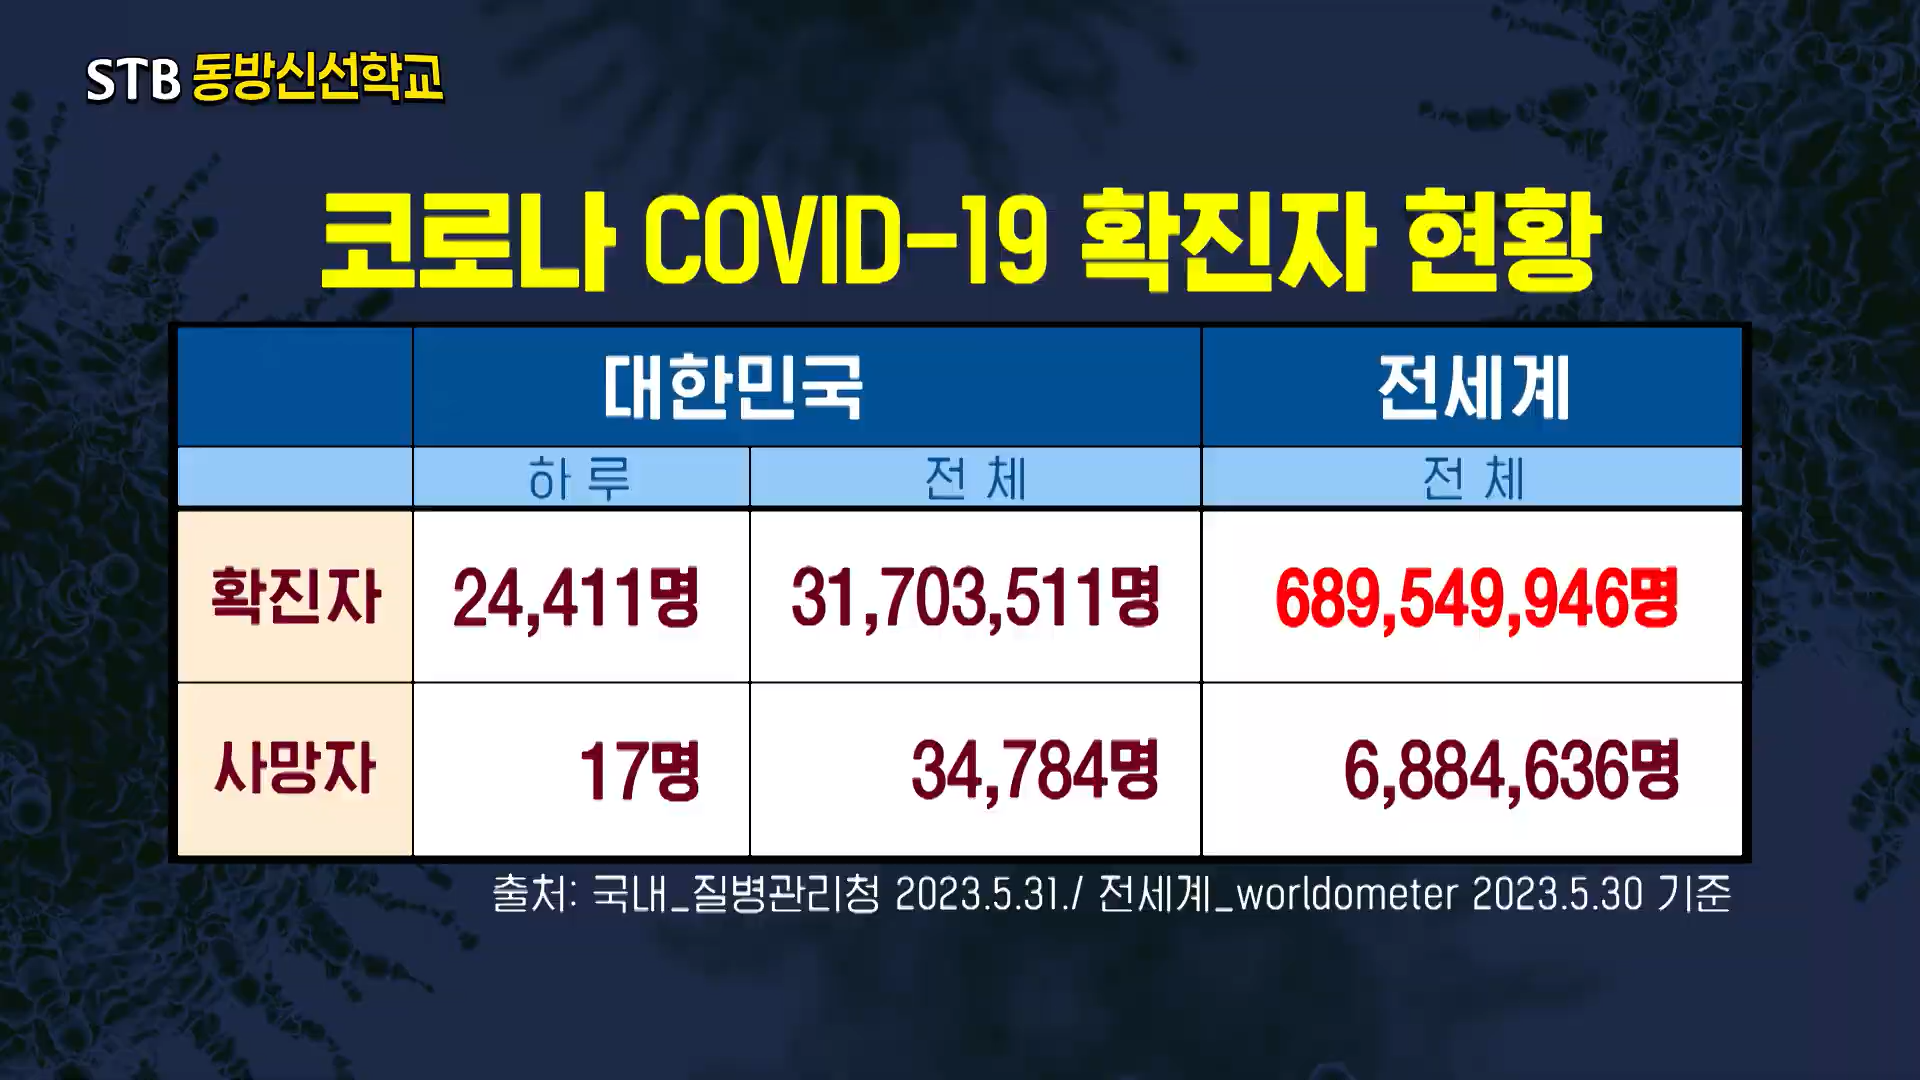 STB 동방신선학교
코로나 COVID-19 확진자 현황
대한민국 전세계
하루 전체 전체
확진자 24,411명 31,703,511명 689,549,946명
사망자 17명 34,784명 6,884,636명
출처: 국내_질병관리청 2023.5.31./ 전세계_worldometer 2023.5.30 기준